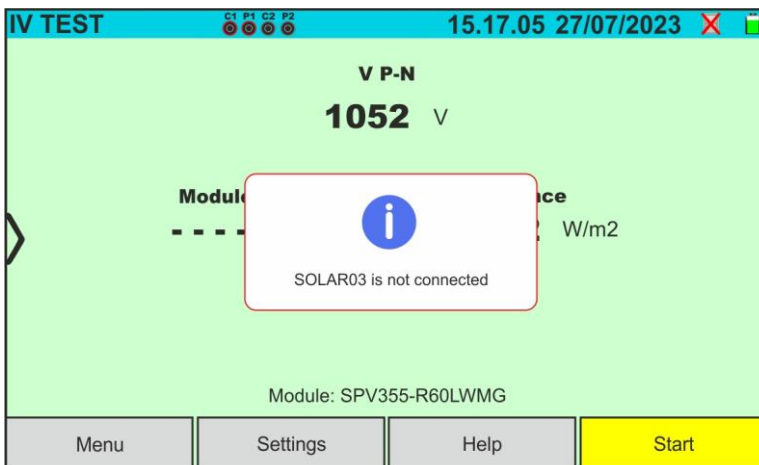 IV TEST C1 P1 C2 P2 15.17.05 27/07/2023
V P-N
1052 V
Modul
- - - - W/m2
SOLAR03 is not connected
Module: SPV355-R60LWMG
Menu Settings Help Start